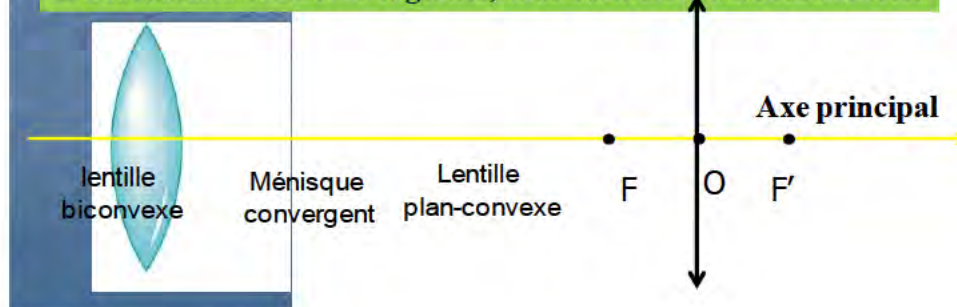 Axe principal
lentille
biconvexe
Ménisque
convergent
Lentille
plan-convexe
F
O
F'